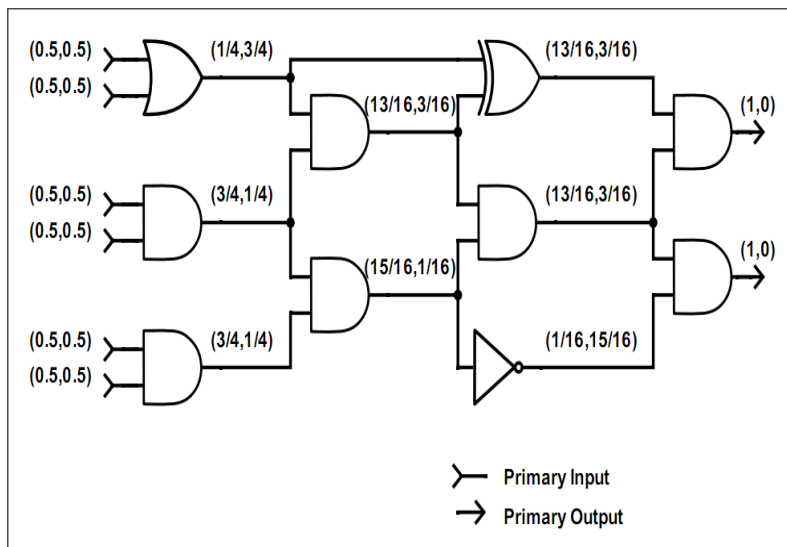 (0.5,0.5) (1/4,3/4) (13/16,3/16)
(0.5,0.5) (13/16,3/16) (1,0)
(0.5,0.5) (3/4,1/4) (13/16,3/16)
(0.5,0.5)
(15/16,1/16) (1,0)
(0.5,0.5) (3/4,1/4) (1/16,15/16)
(0.5,0.5)
Primary Input
Primary Output